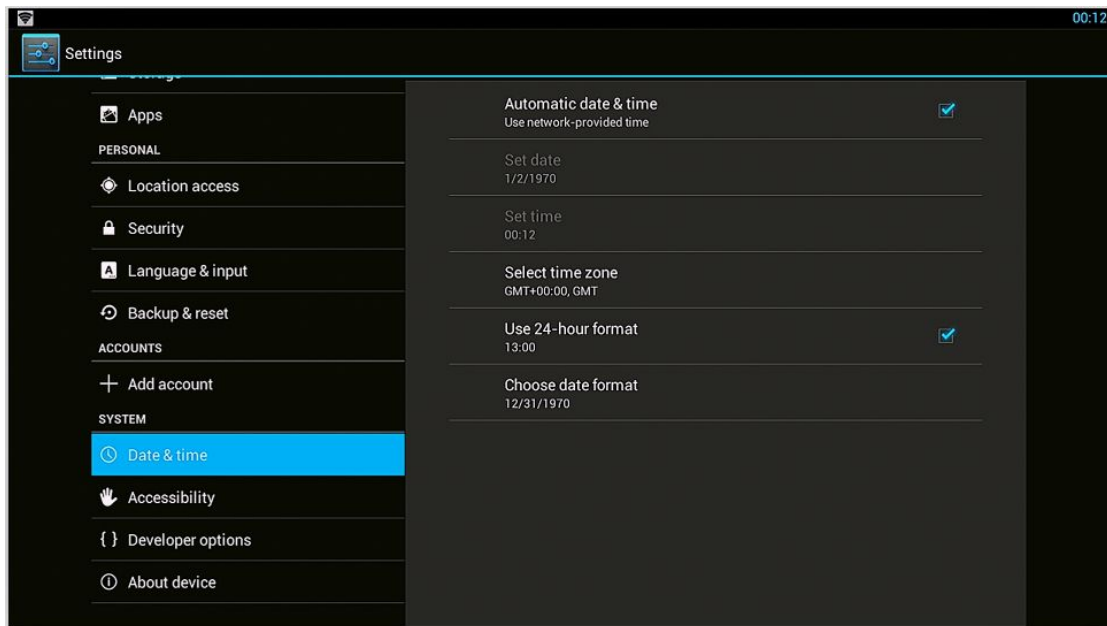 00:12
Settings
Storage
Apps
PERSONAL
Location access
Security
Language & input
Backup & reset
ACCOUNTS
Add account
SYSTEM
Date & time
Accessibility
{ } Developer options
About device
Automatic date & time
Use network-provided time
Set date
1/2/1970
Set time
00:12
Select time zone
GMT+00:00, GMT
Use 24-hour format
13:00
Choose date format
12/31/1970